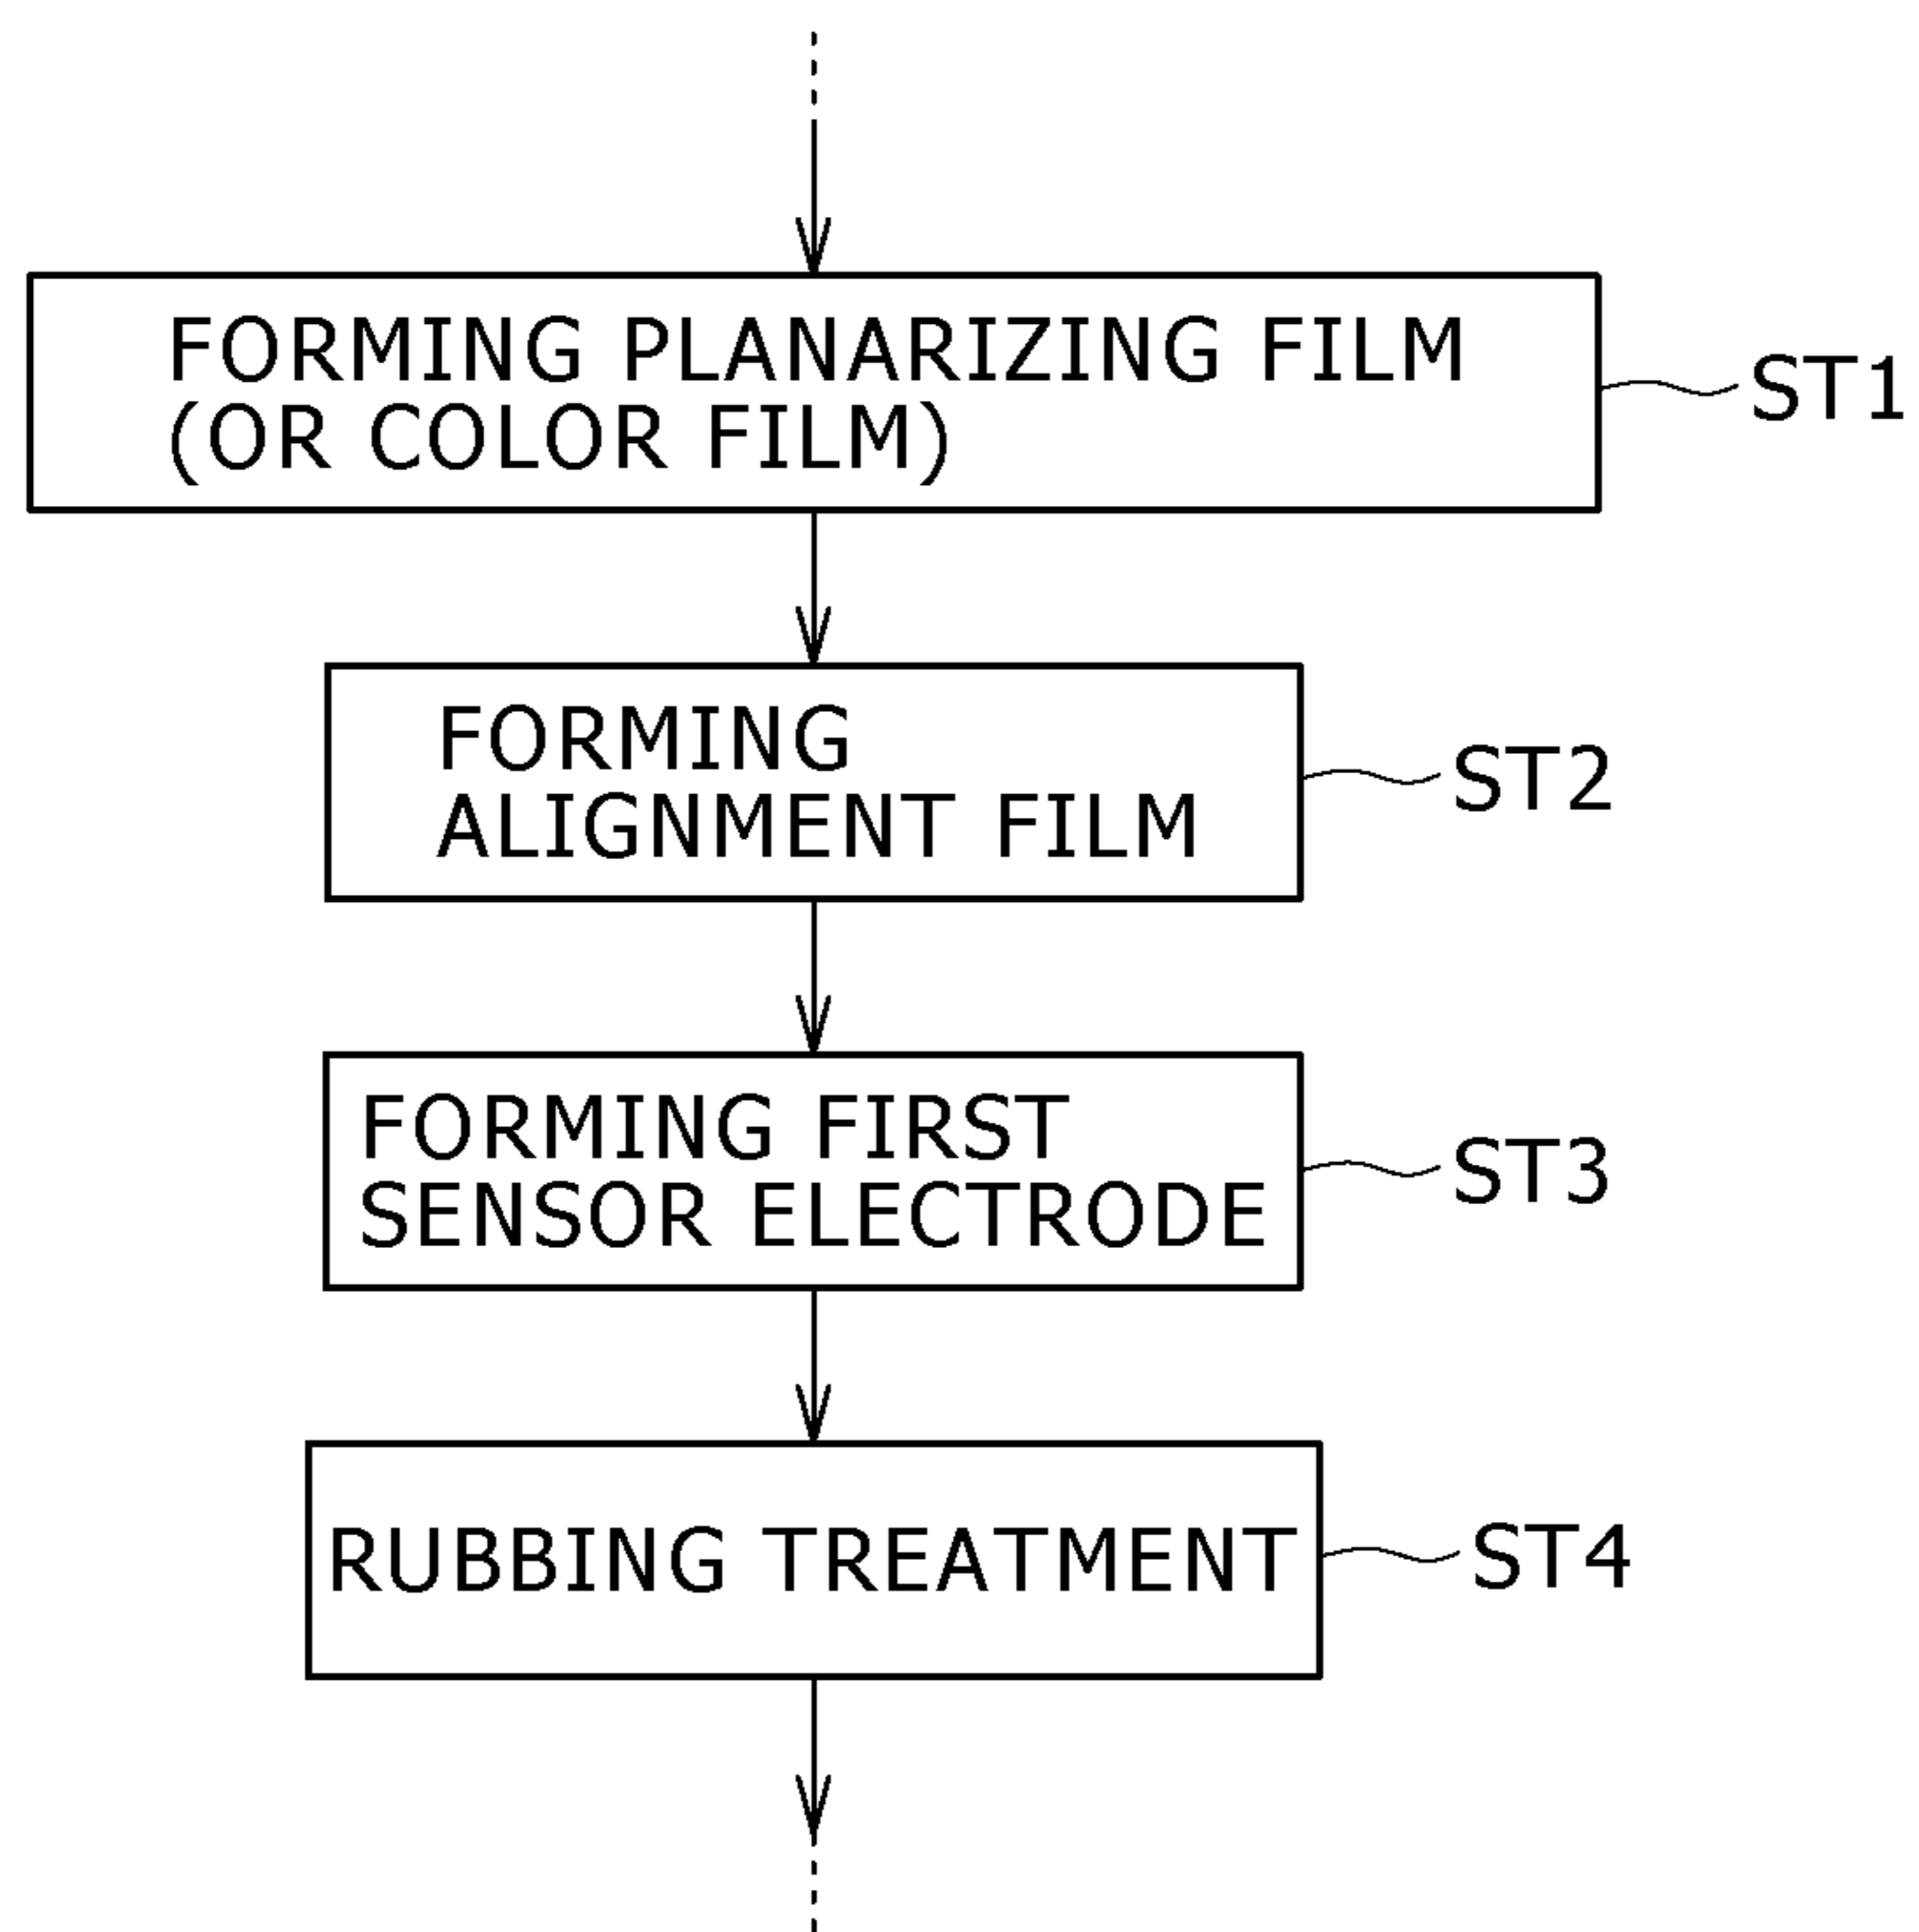 FORMING PLANARIZING FILM
(OR COLOR FILM)
ST1
FORMING
ALIGNMENT FILM
ST2
FORMING FIRST
SENSOR ELECTRODE
ST3
RUBBING TREATMENT
ST4